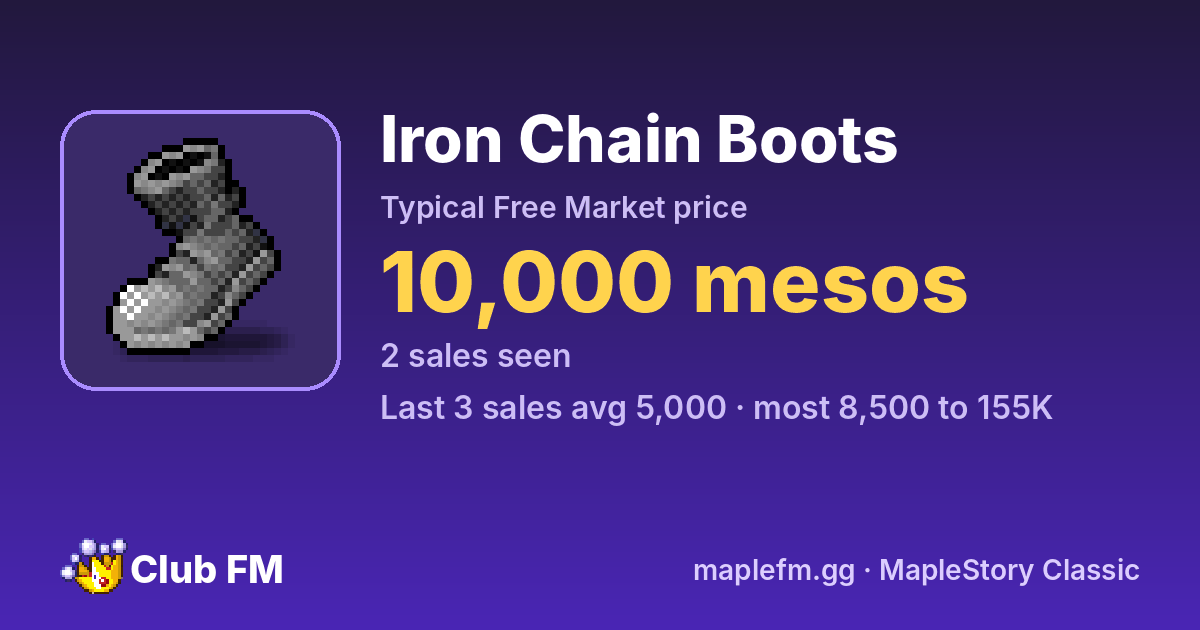 Iron Chain Boots
Typical Free Market price
10,000 mesos
2 sales seen
Last 3 sales avg 5,000 · most 8,500 to 155K
Club FM
maplefm.gg · MapleStory Classic